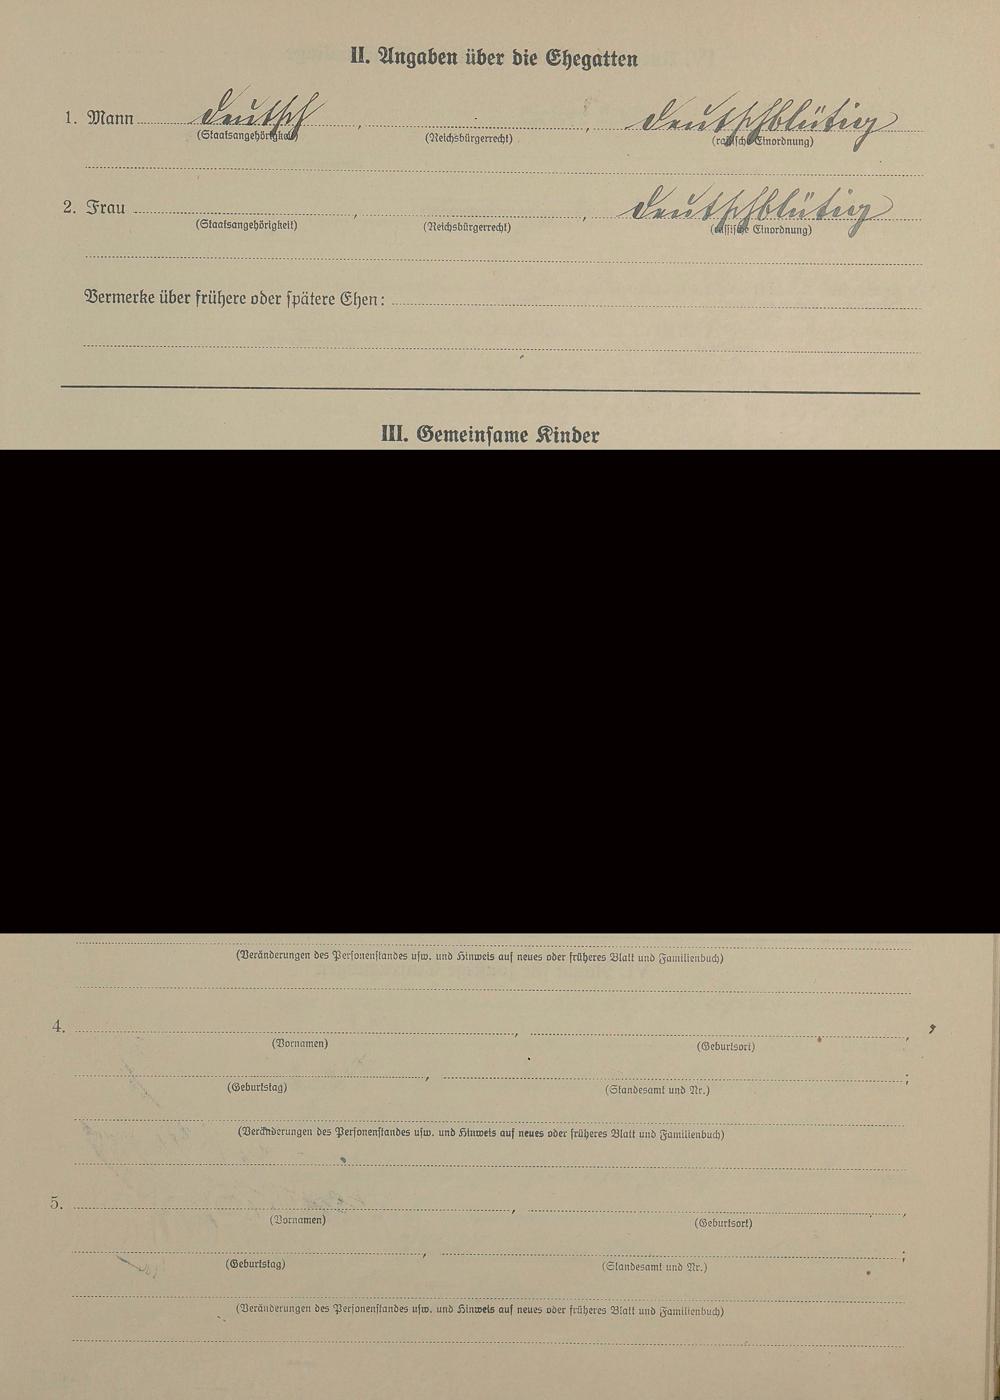 II. Angaben über die Ehegatten
1. Mann deutsch, , deutschblütig
(Staatsangehörigkeit) (Reichsbürgerrecht) (rassische Einordnung)
2. Frau , , deutschblütig
(Staatsangehörigkeit) (Reichsbürgerrecht) (rassische Einordnung)
Vermerke über frühere oder spätere Ehen:
III. Gemeinsame Kinder
(Veränderungen des Personenstandes usw. und Hinweis auf neues oder früheres Blatt und Familienbuch)
4. , ,
(Vornamen) (Geburtsort)
, ;
(Geburtstag) (Standesamt und Nr.)
(Veränderungen des Personenstandes usw. und Hinweis auf neues oder früheres Blatt und Familienbuch)
5. , ,
(Vornamen) (Geburtsort)
, ;
(Geburtstag) (Standesamt und Nr.)
(Veränderungen des Personenstandes usw. und Hinweis auf neues oder früheres Blatt und Familienbuch)